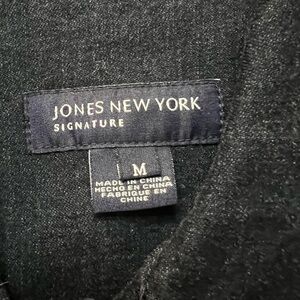 JONES NEW YORK
SIGNATURE
M
MADE IN CHINA
HECHO EN CHINA
FABRIQUE EN
CHINE